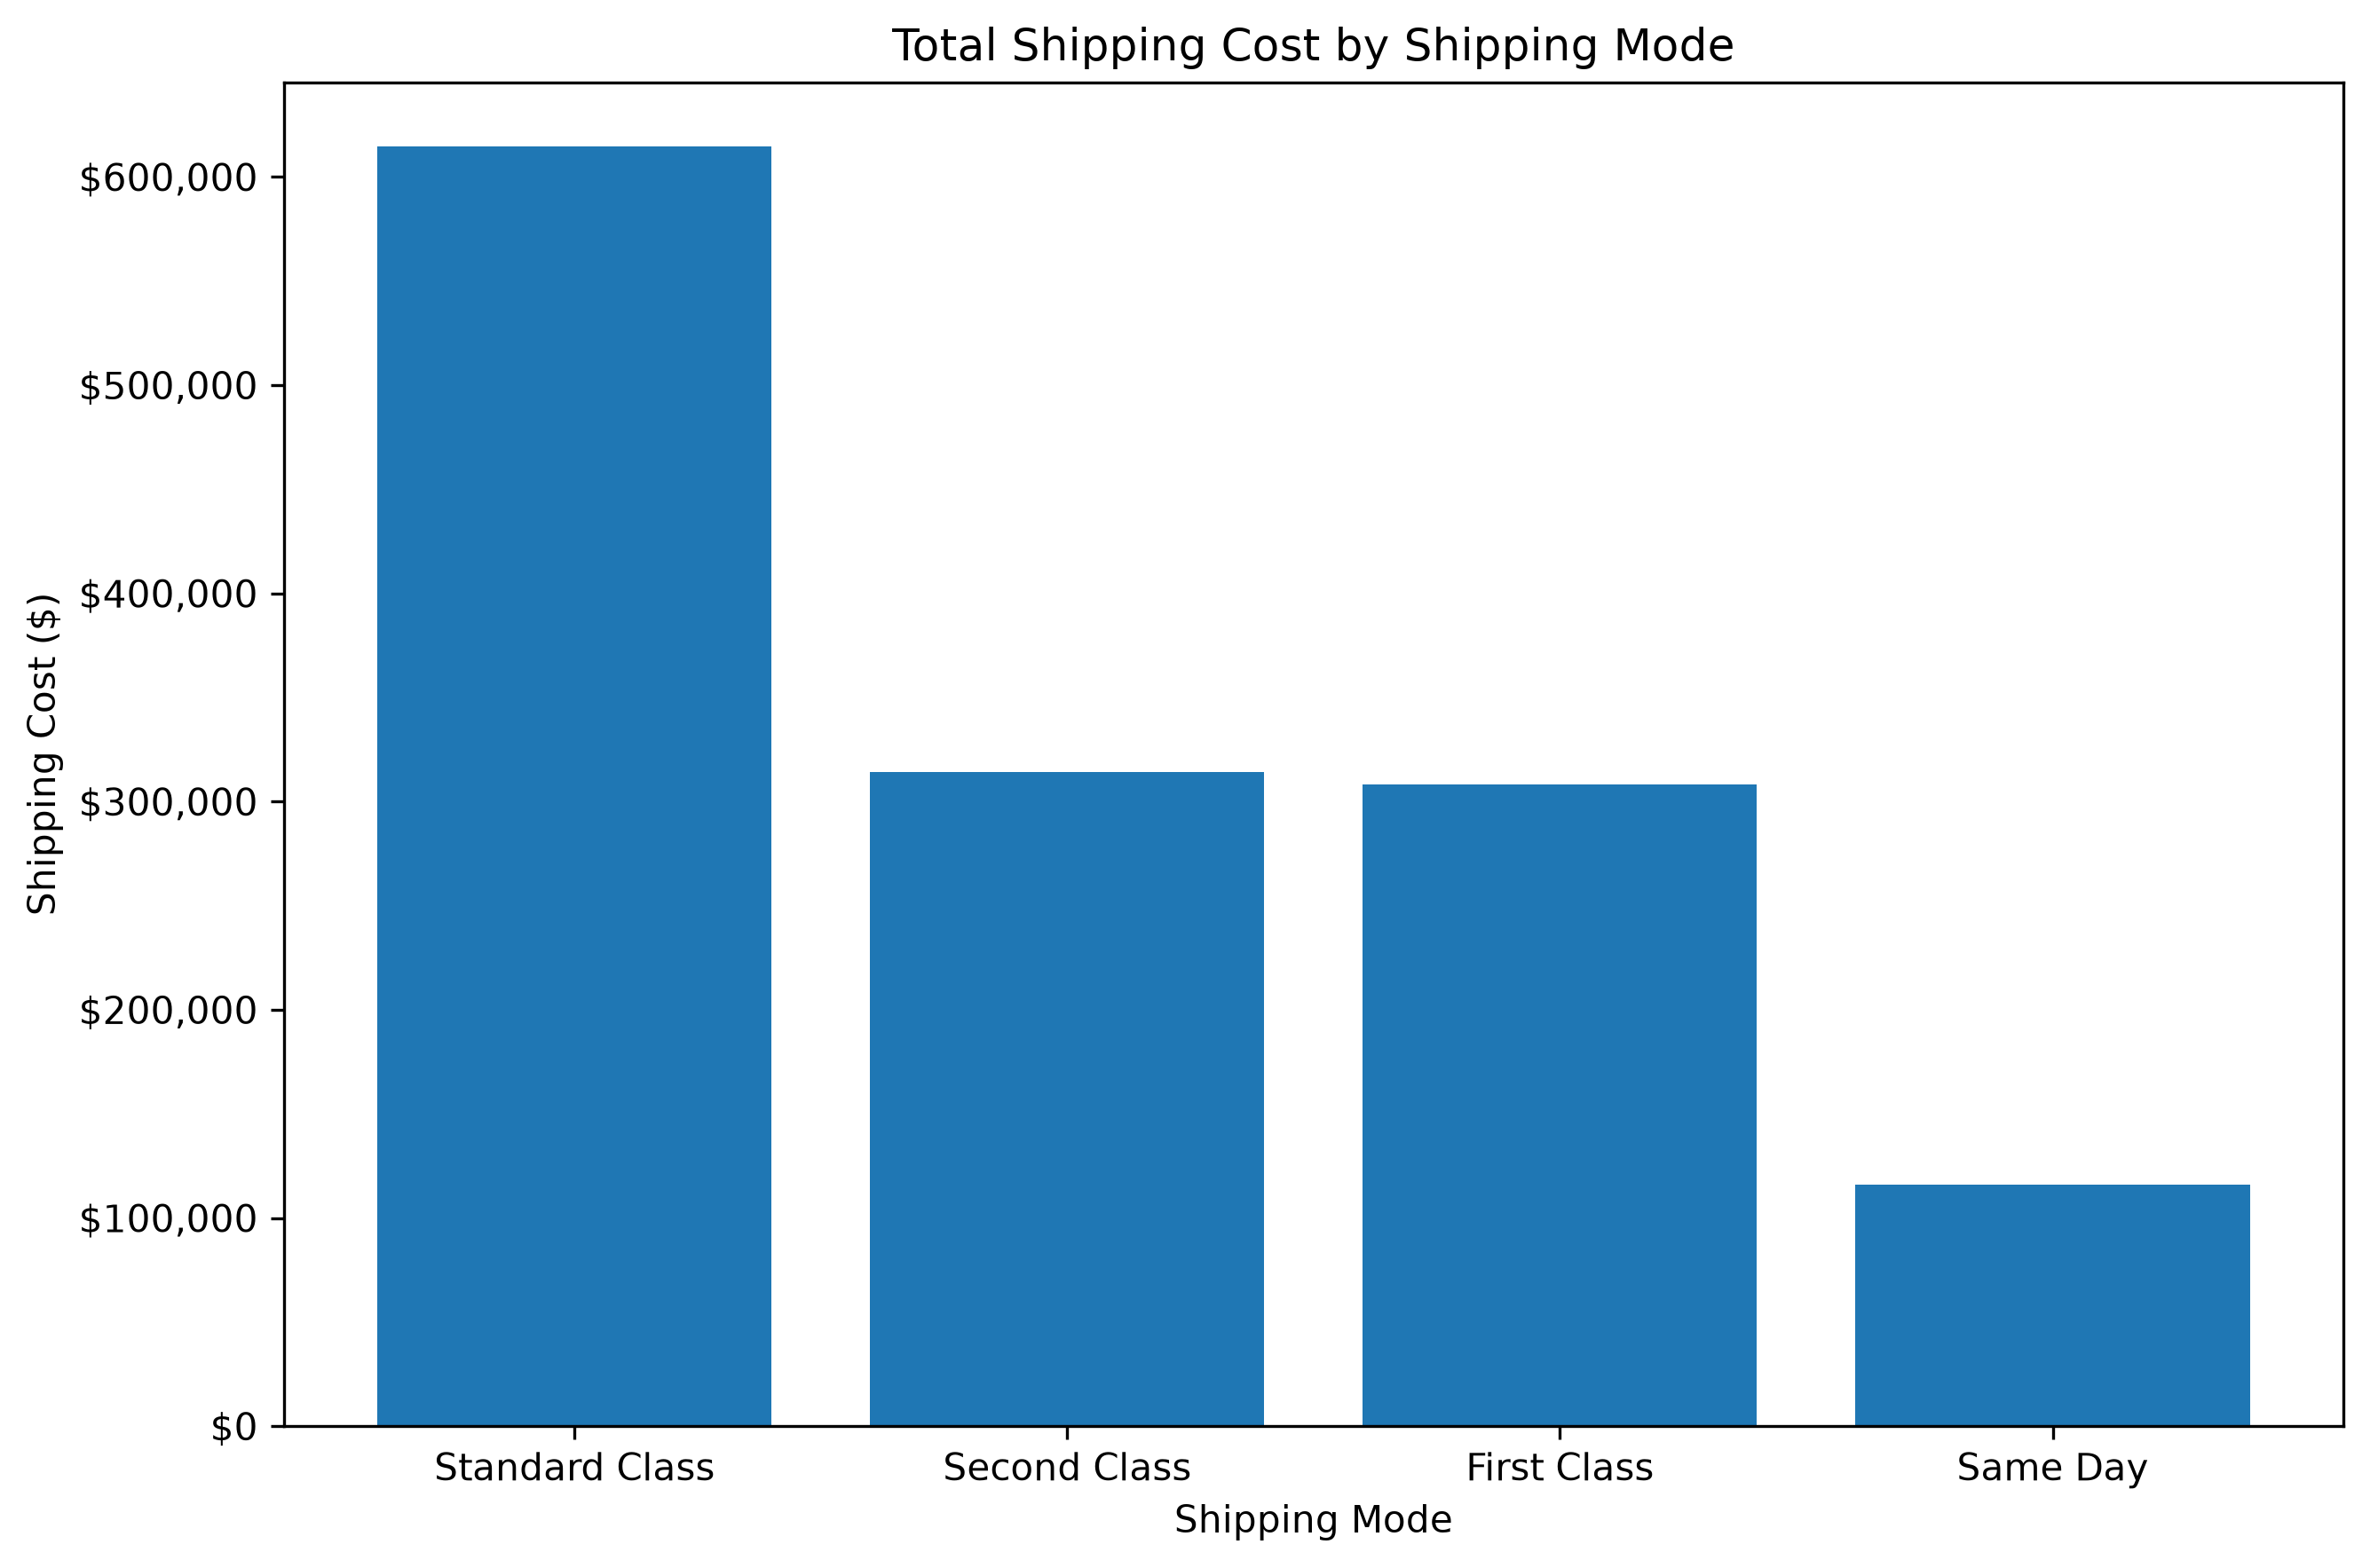 Total Shipping Cost by Shipping Mode
Shipping Cost ($)
$600,000
$500,000
$400,000
$300,000
$200,000
$100,000
$0
Standard Class
Second Class
First Class
Same Day
Shipping Mode